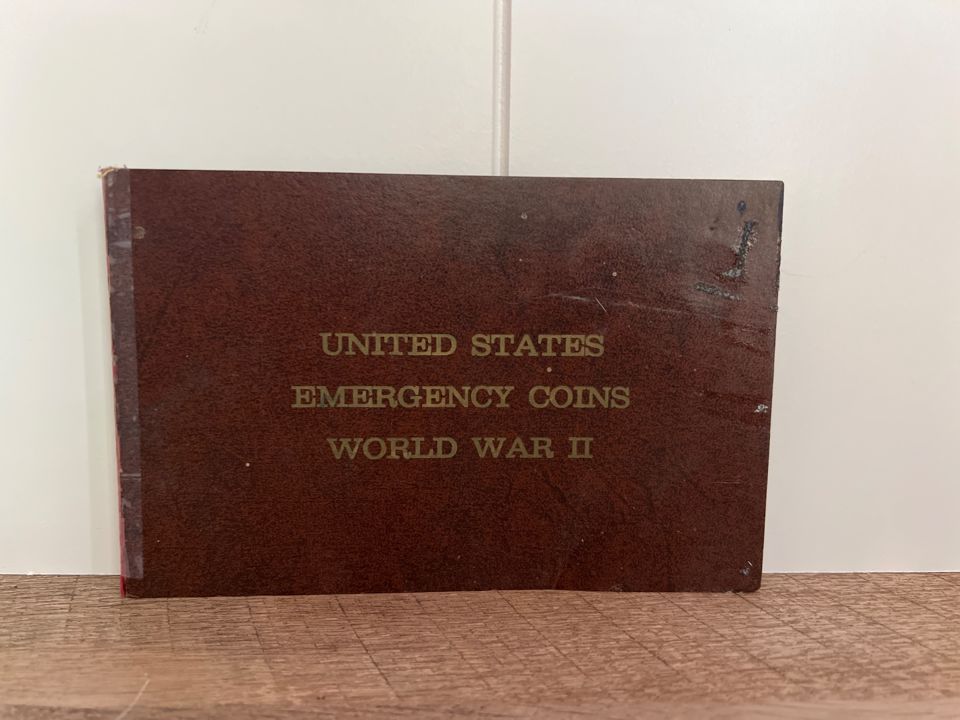 UNITED STATES
EMERGENCY COINS
WORLD WAR II